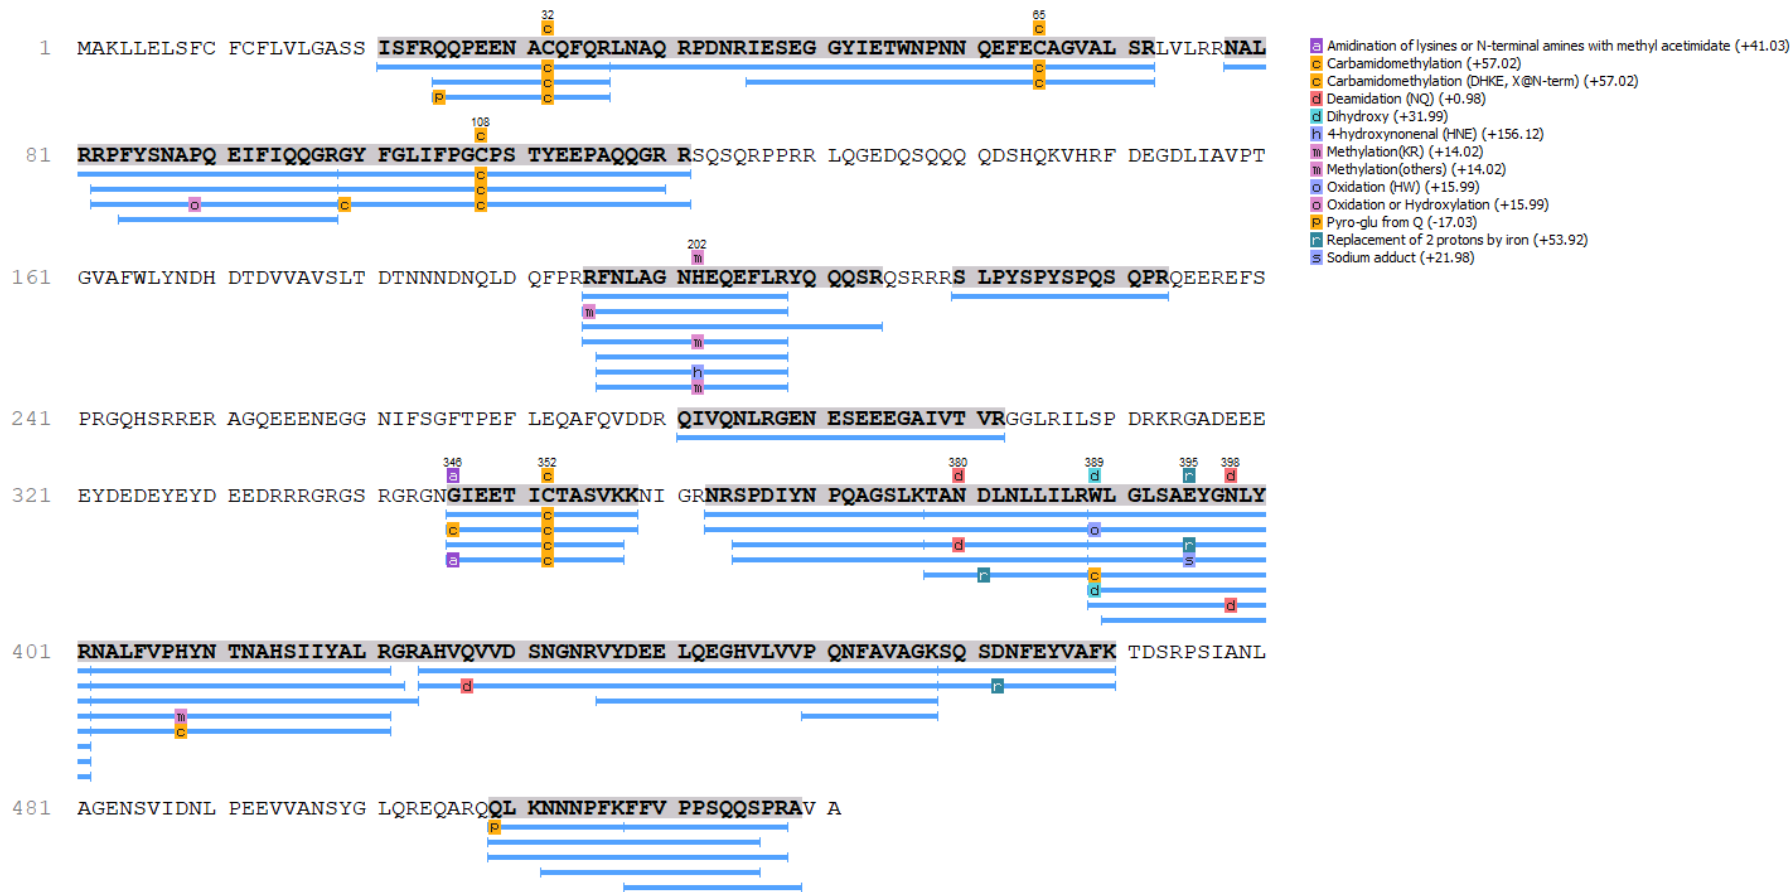 32 65
c c
1 MAKLLELSFC FCFLVLGASS ISFRQQPEEN ACQFQRLNAQ RPDNRIESEG GYIETWNPNN QEFECAGVAL SRLVLRRNAL
c c
c c
p c
108
c
81 RRPFYSNAPQ EIFIQQGRGY FGLIFPGCPS TYEEPAQQGR RSQSQRPPRR LQGEDQSQQQ QDSHQKVHRF DEGDLIAVPT
c
c
o c c
202
m
161 GVAFWLYNDH DTDVVAVSLT DTNNNDNQLD QFPRRFNLAG NHEQEFLRYQ QQQSRQSRRR SLPYSPYSPQ SQPRQEEREFS
m
m
h
m
241 PRGQHSRRER AGQEEENEGG NIFSGFTPEF LEQAFQVDDR QIVQNLRGEN ESEEEGAIVT VRGGLRILSP DRKRGADEEE
346 352 380 389 395 398
a c d d r d
321 EYDEDEYEYD EEDRRRGRGS RGRGNGIEET ICTASVKKNI GRNRSPDIYN PQAGSLKTAN DLNLLILRWL GLSAEYGNLY
c
c c o
c d r
a c s
r c
d
d
401 RNALFVPHYN TNAHSIIYAL RGRAHVQVVD SNGNRVYDEE LQEGHVLVVP QNFAVAGKSQ SDNFEYVAFK TDSRPSIANL
d r
m
c
481 AGENSVIDNL PEEVVANSYG LQREQARQQL KNNNPFKFFV PPSQQSPRAV A
p
a Amidination of lysines or N-terminal amines with methyl acetimidate (+41.03)
c Carbamidomethylation (+57.02)
c Carbamidomethylation (DHKE, X@N-term) (+57.02)
d Deamidation (NQ) (+0.98)
d Dihydroxy (+31.99)
h 4-hydroxynonenal (HNE) (+156.12)
m Methylation(KR) (+14.02)
m Methylation(others) (+14.02)
o Oxidation (HW) (+15.99)
o Oxidation or Hydroxylation (+15.99)
p Pyro-glu from Q (-17.03)
r Replacement of 2 protons by iron (+53.92)
s Sodium adduct (+21.98)